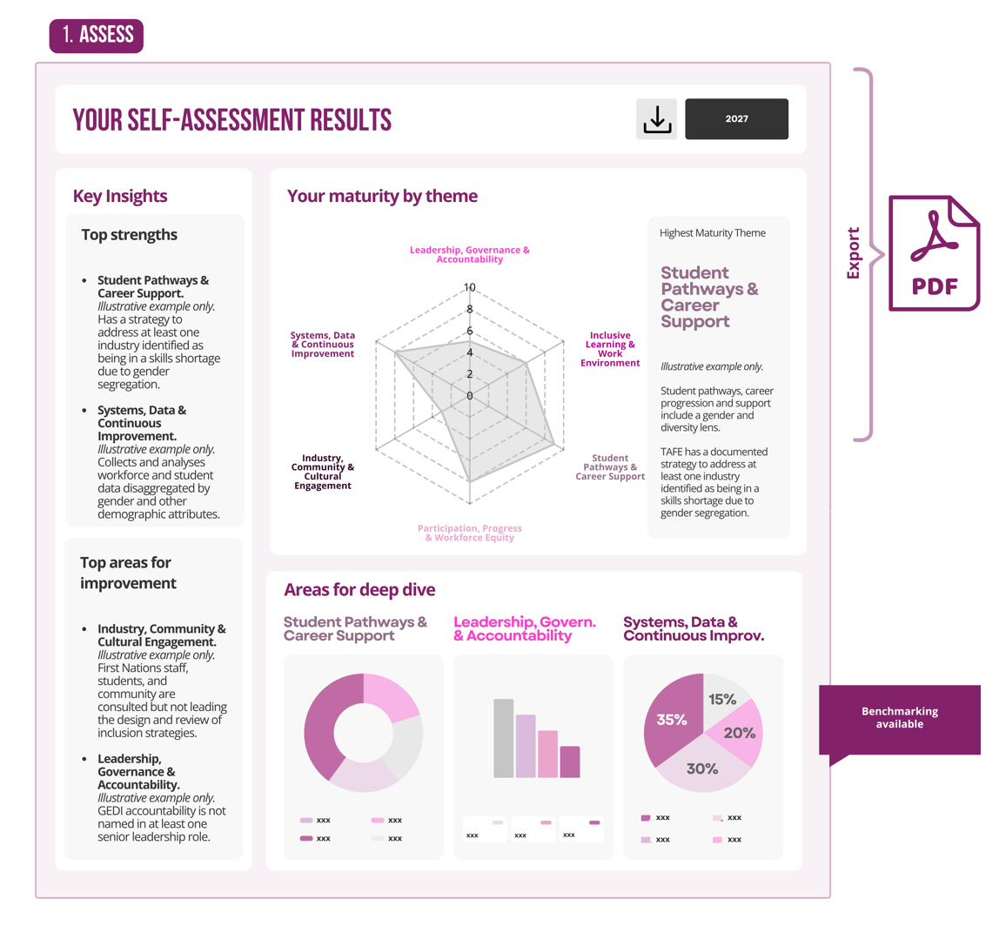 1. ASSESS
YOUR SELF-ASSESSMENT RESULTS
2027
Key Insights
Top strengths
• Student Pathways &
Career Support.
Illustrative example only.
Has a strategy to
address at least one
industry identified as
being in a skills shortage
due to gender
segregation.
• Systems, Data &
Continuous
Improvement.
Illustrative example only.
Collects and analyses
workforce and student
data disaggregated by
gender and other
demographic attributes.
Top areas for
improvement
• Industry, Community &
Cultural Engagement.
Illustrative example only.
First Nations staff,
students, and
community are
consulted but not leading
the design and review of
inclusion strategies.
• Leadership,
Governance &
Accountability.
Illustrative example only.
GEDI accountability is not
named in at least one
senior leadership role.
Your maturity by theme
Leadership, Governance &
Accountability
10
8
6
4
2
0
Systems, Data
& Continuous
Improvement
Inclusive
Learning &
Work
Environment
Industry,
Community &
Cultural
Engagement
Student
Pathways &
Career Support
Participation, Progress
& Workforce Equity
Highest Maturity Theme
Student
Pathways &
Career
Support
Illustrative example only.
Student pathways, career
progression and support
include a gender and
diversity lens.
TAFE has a documented
strategy to address at
least one industry
identified as being in a
skills shortage due to
gender segregation.
Areas for deep dive
Student Pathways &
Career Support
xxx
xxx
xxx
xxx
Leadership, Govern.
& Accountability
xxx
xxx
xxx
Systems, Data &
Continuous Improv.
15%
35%
20%
30%
xxx
xxx
xxx
xxx
Export
PDF
Benchmarking
available